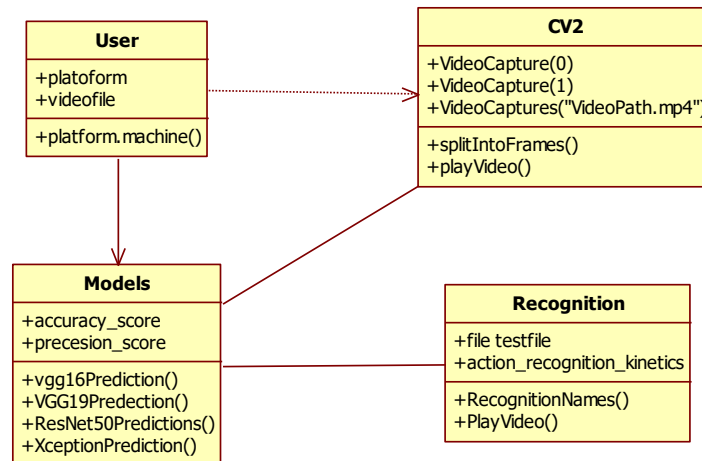 User
+platoform
+videofile
+platform.machine()
CV2
+VideoCapture(0)
+VideoCapture(1)
+VideoCaptures("VideoPath.mp4")
+splitIntoFrames()
+playVideo()
Models
+accuracy_score
+precesion_score
+vgg16Prediction()
+VGG19Predection()
+ResNet50Predictions()
+XceptionPrediction()
Recognition
+file testfile
+action_recognition_kinetics
+RecognitionNames()
+PlayVideo()